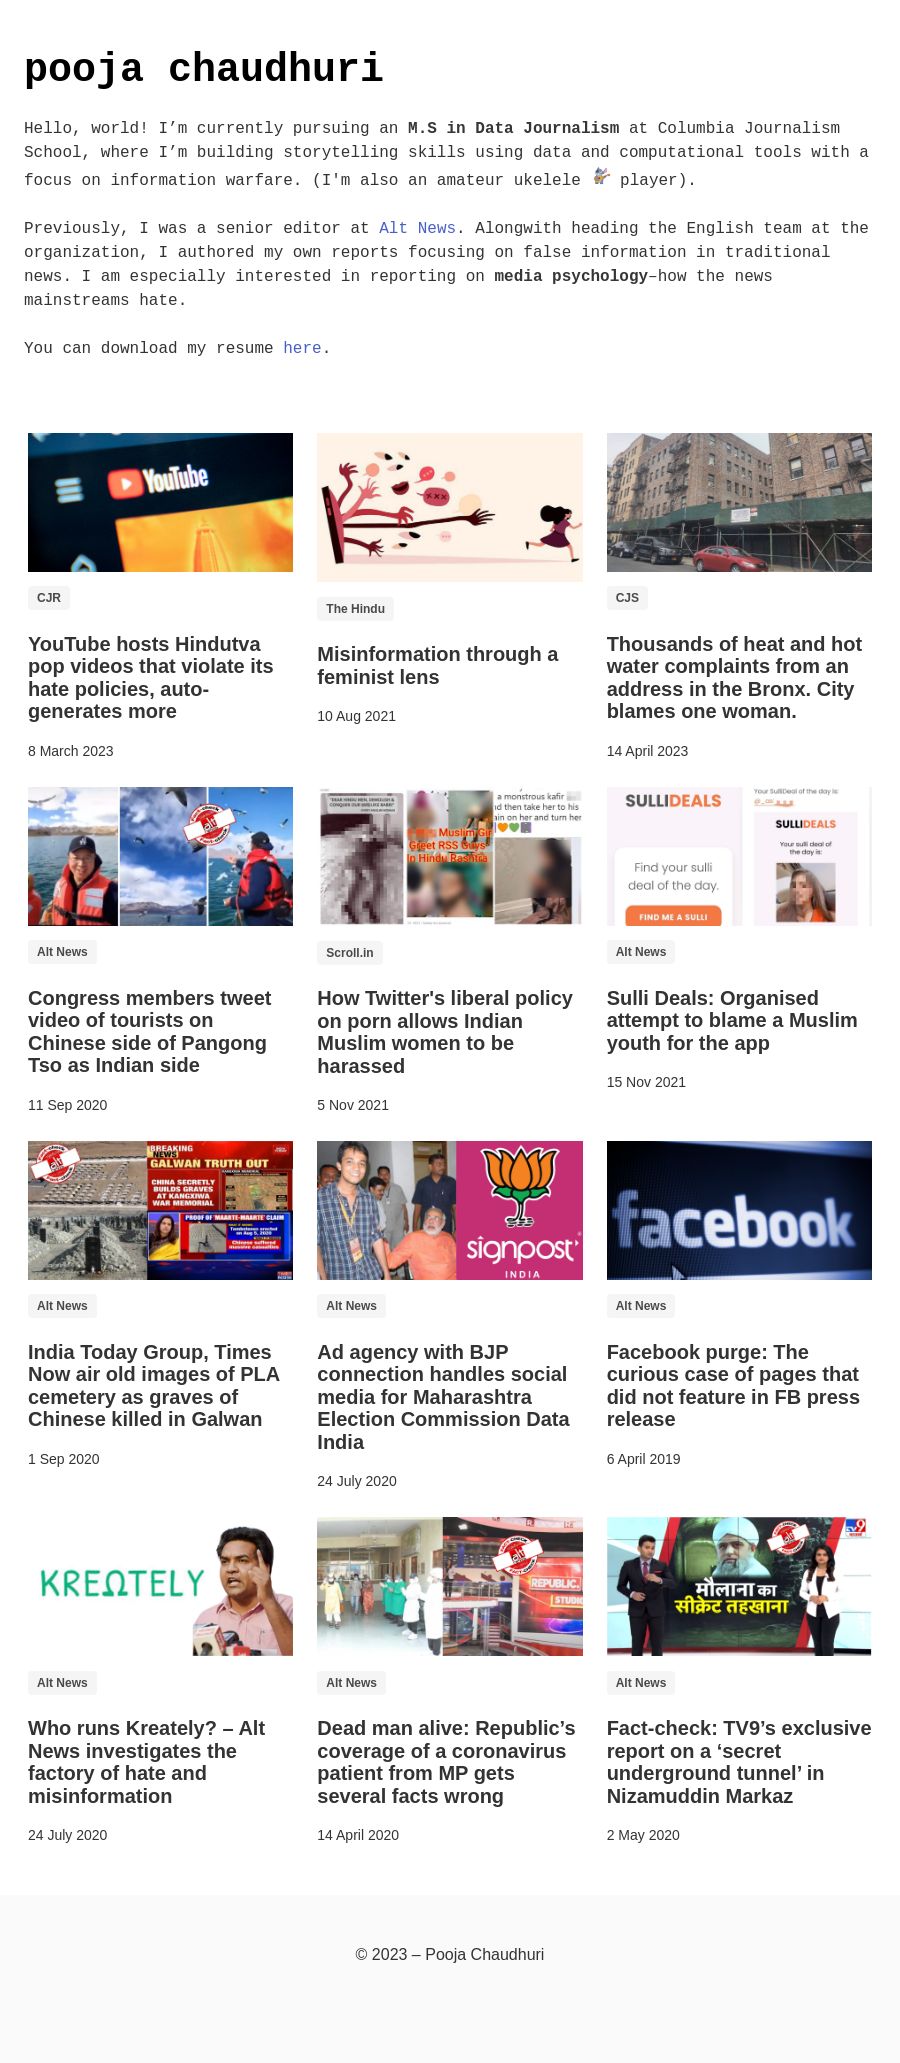 pooja chaudhuri
Hello, world! I’m currently pursuing an M.S in Data Journalism at Columbia Journalism
School, where I’m building storytelling skills using data and computational tools with a
focus on information warfare. (I'm also an amateur ukelele player).
Previously, I was a senior editor at Alt News. Alongwith heading the English team at the
organization, I authored my own reports focusing on false information in traditional
news. I am especially interested in reporting on media psychology–how the news
mainstreams hate.
You can download my resume here.
YouTube
CJR
YouTube hosts Hindutva
pop videos that violate its
hate policies, auto-
generates more
8 March 2023
xxx
The Hindu
Misinformation through a
feminist lens
10 Aug 2021
CJS
Thousands of heat and hot
water complaints from an
address in the Bronx. City
blames one woman.
14 April 2023
alt
Alt News
Congress members tweet
video of tourists on
Chinese side of Pangong
Tso as Indian side
11 Sep 2020
a monstrous kafir
nd then take her to his
ain on her and turn her
Muslim Gir
Greet RSS Guys
In Hindu Rashtra
Scroll.in
How Twitter's liberal policy
on porn allows Indian
Muslim women to be
harassed
5 Nov 2021
SULLIDEALS
Find your sulli
deal of the day.
FIND ME A SULLI
Your SulliDeal of the day is:
SULLIDEALS
Your sulli deal of
the day is:
Alt News
Sulli Deals: Organised
attempt to blame a Muslim
youth for the app
15 Nov 2021
alt
BREAKING
NEWS
GALWAN TRUTH OUT
CHINA SECRETLY
BUILDS GRAVES
AT KANGXIWA
WAR MEMORIAL
PROOF OF 'MAARTE-MAARTE' CLAIM
Tombstones erected
on Aug 5, 2020
Chinese suffered
massive casualties
Alt News
India Today Group, Times
Now air old images of PLA
cemetery as graves of
Chinese killed in Galwan
1 Sep 2020
signpost
INDIA
Alt News
Ad agency with BJP
connection handles social
media for Maharashtra
Election Commission Data
India
24 July 2020
facebook
Alt News
Facebook purge: The
curious case of pages that
did not feature in FB press
release
6 April 2019
KREΩTELY
Alt News
Who runs Kreately? – Alt
News investigates the
factory of hate and
misinformation
24 July 2020
alt
REPUBLIC
STUDIO
Alt News
Dead man alive: Republic’s
coverage of a coronavirus
patient from MP gets
several facts wrong
14 April 2020
alt
TV9
मौलाना का
सीक्रेट तहखाना
Alt News
Fact-check: TV9’s exclusive
report on a ‘secret
underground tunnel’ in
Nizamuddin Markaz
2 May 2020
© 2023 – Pooja Chaudhuri